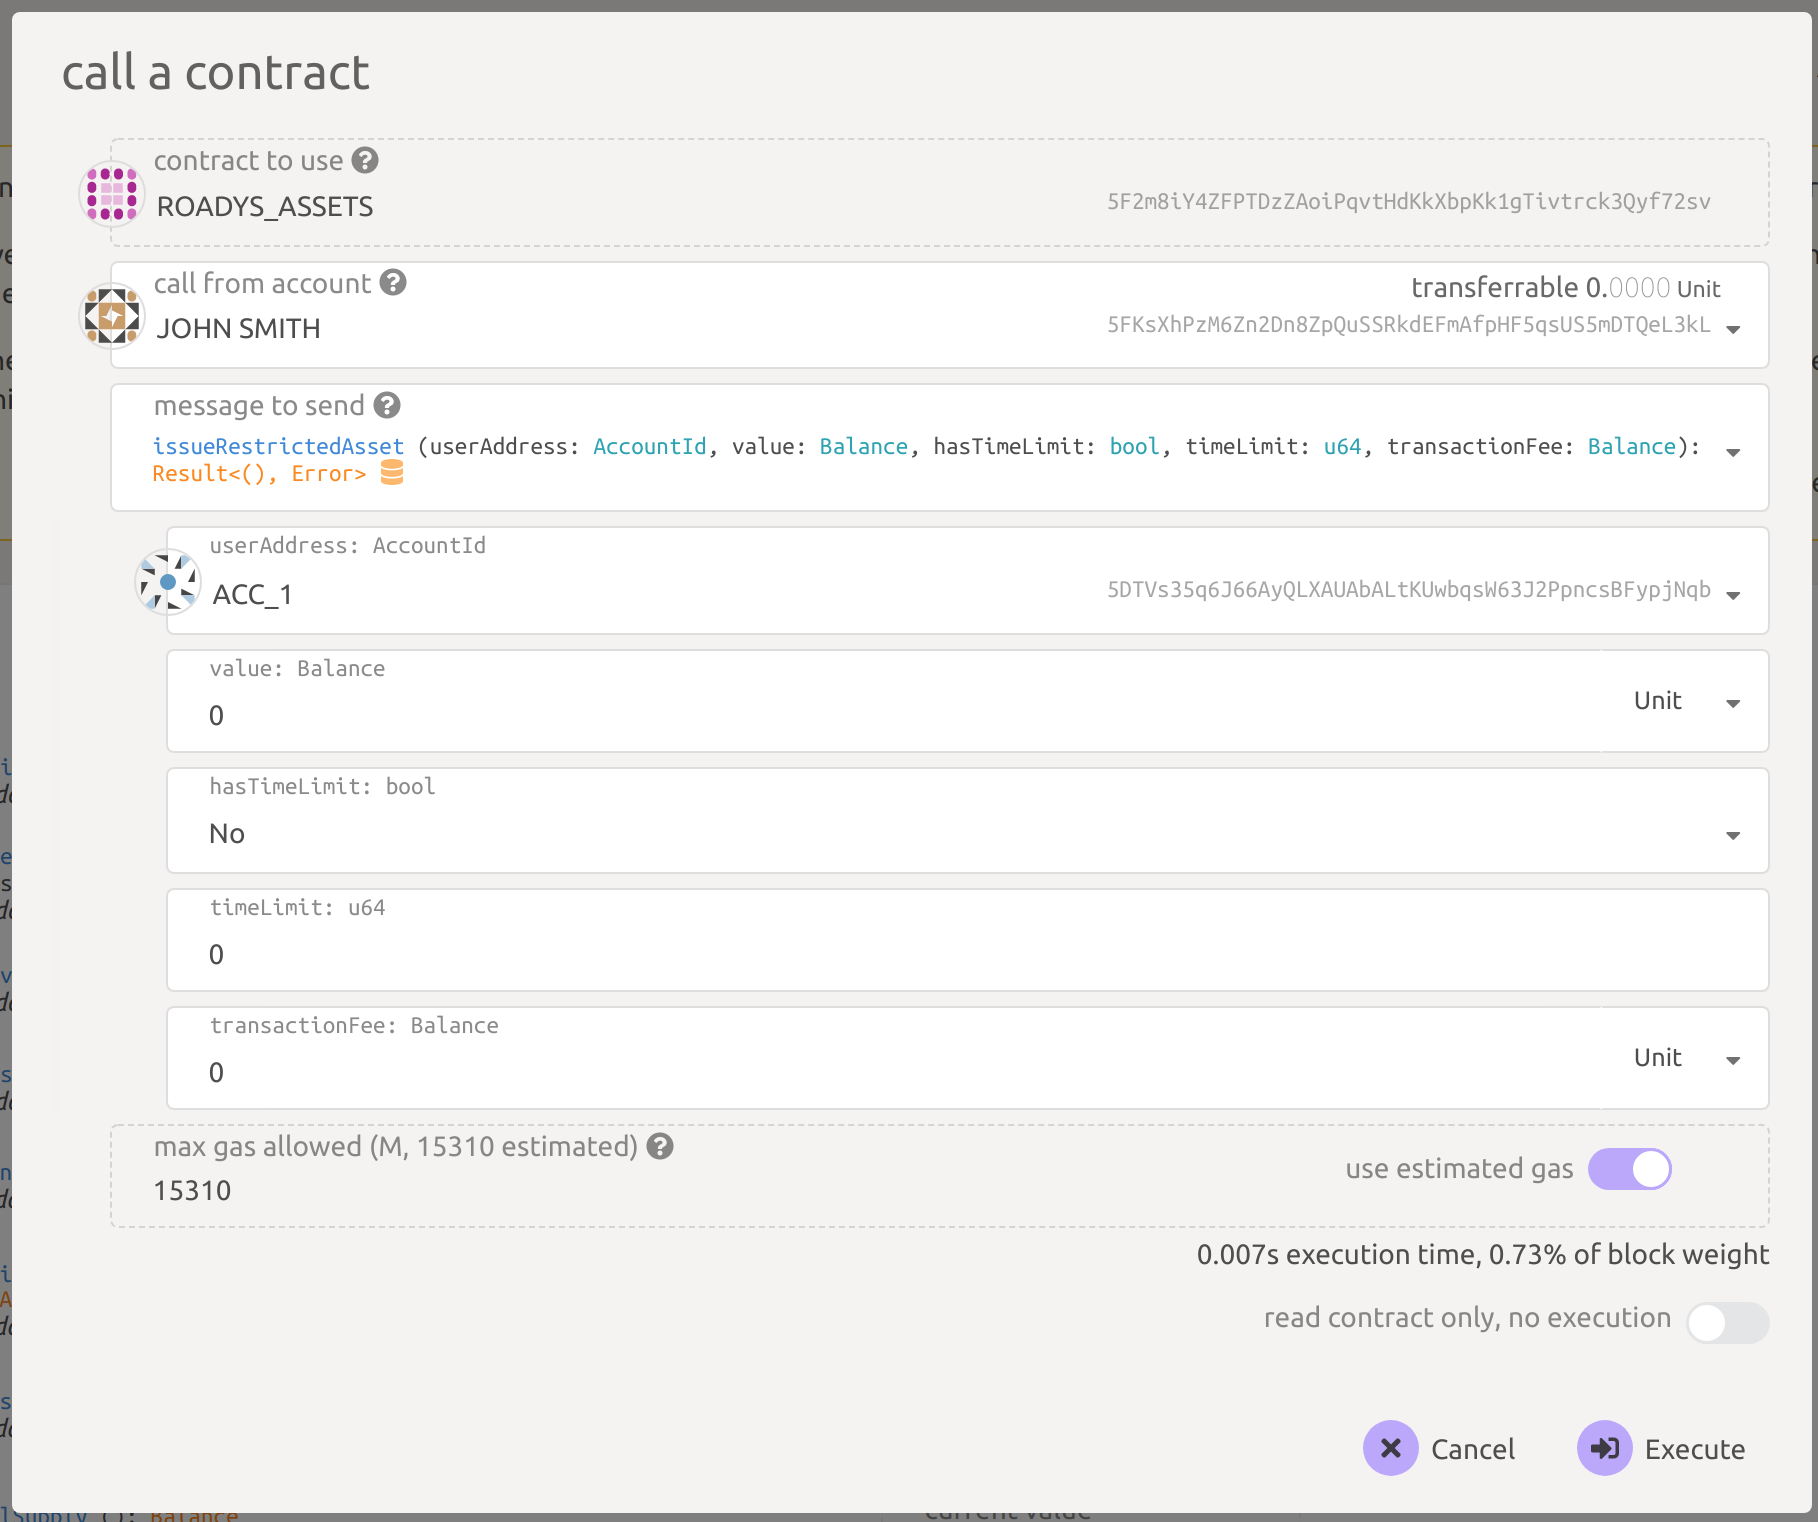 call a contract
contract to use
ROADYS_ASSETS
5F2m8iY4ZFPTDzZAoiPqvtHdKkXbpKk1gTivtrck3Qyf72sv
call from account
transferrable 0.0000 Unit
JOHN SMITH
5FKsXhPzM6Zn2Dn8ZpQuSSRkdEFmAfpHF5qsUS5mDTQeL3kL
message to send
issueRestrictedAsset (userAddress: AccountId, value: Balance, hasTimeLimit: bool, timeLimit: u64, transactionFee: Balance):
Result<(), Error>
userAddress: AccountId
ACC_1
5DTVs35q6J66AyQLXAUAbALtKUwbqsW63J2PpncsBFypjNqb
value: Balance
0
Unit
hasTimeLimit: bool
No
timeLimit: u64
0
transactionFee: Balance
0
Unit
max gas allowed (M, 15310 estimated)
15310
use estimated gas
0.007s execution time, 0.73% of block weight
read contract only, no execution
Cancel
Execute